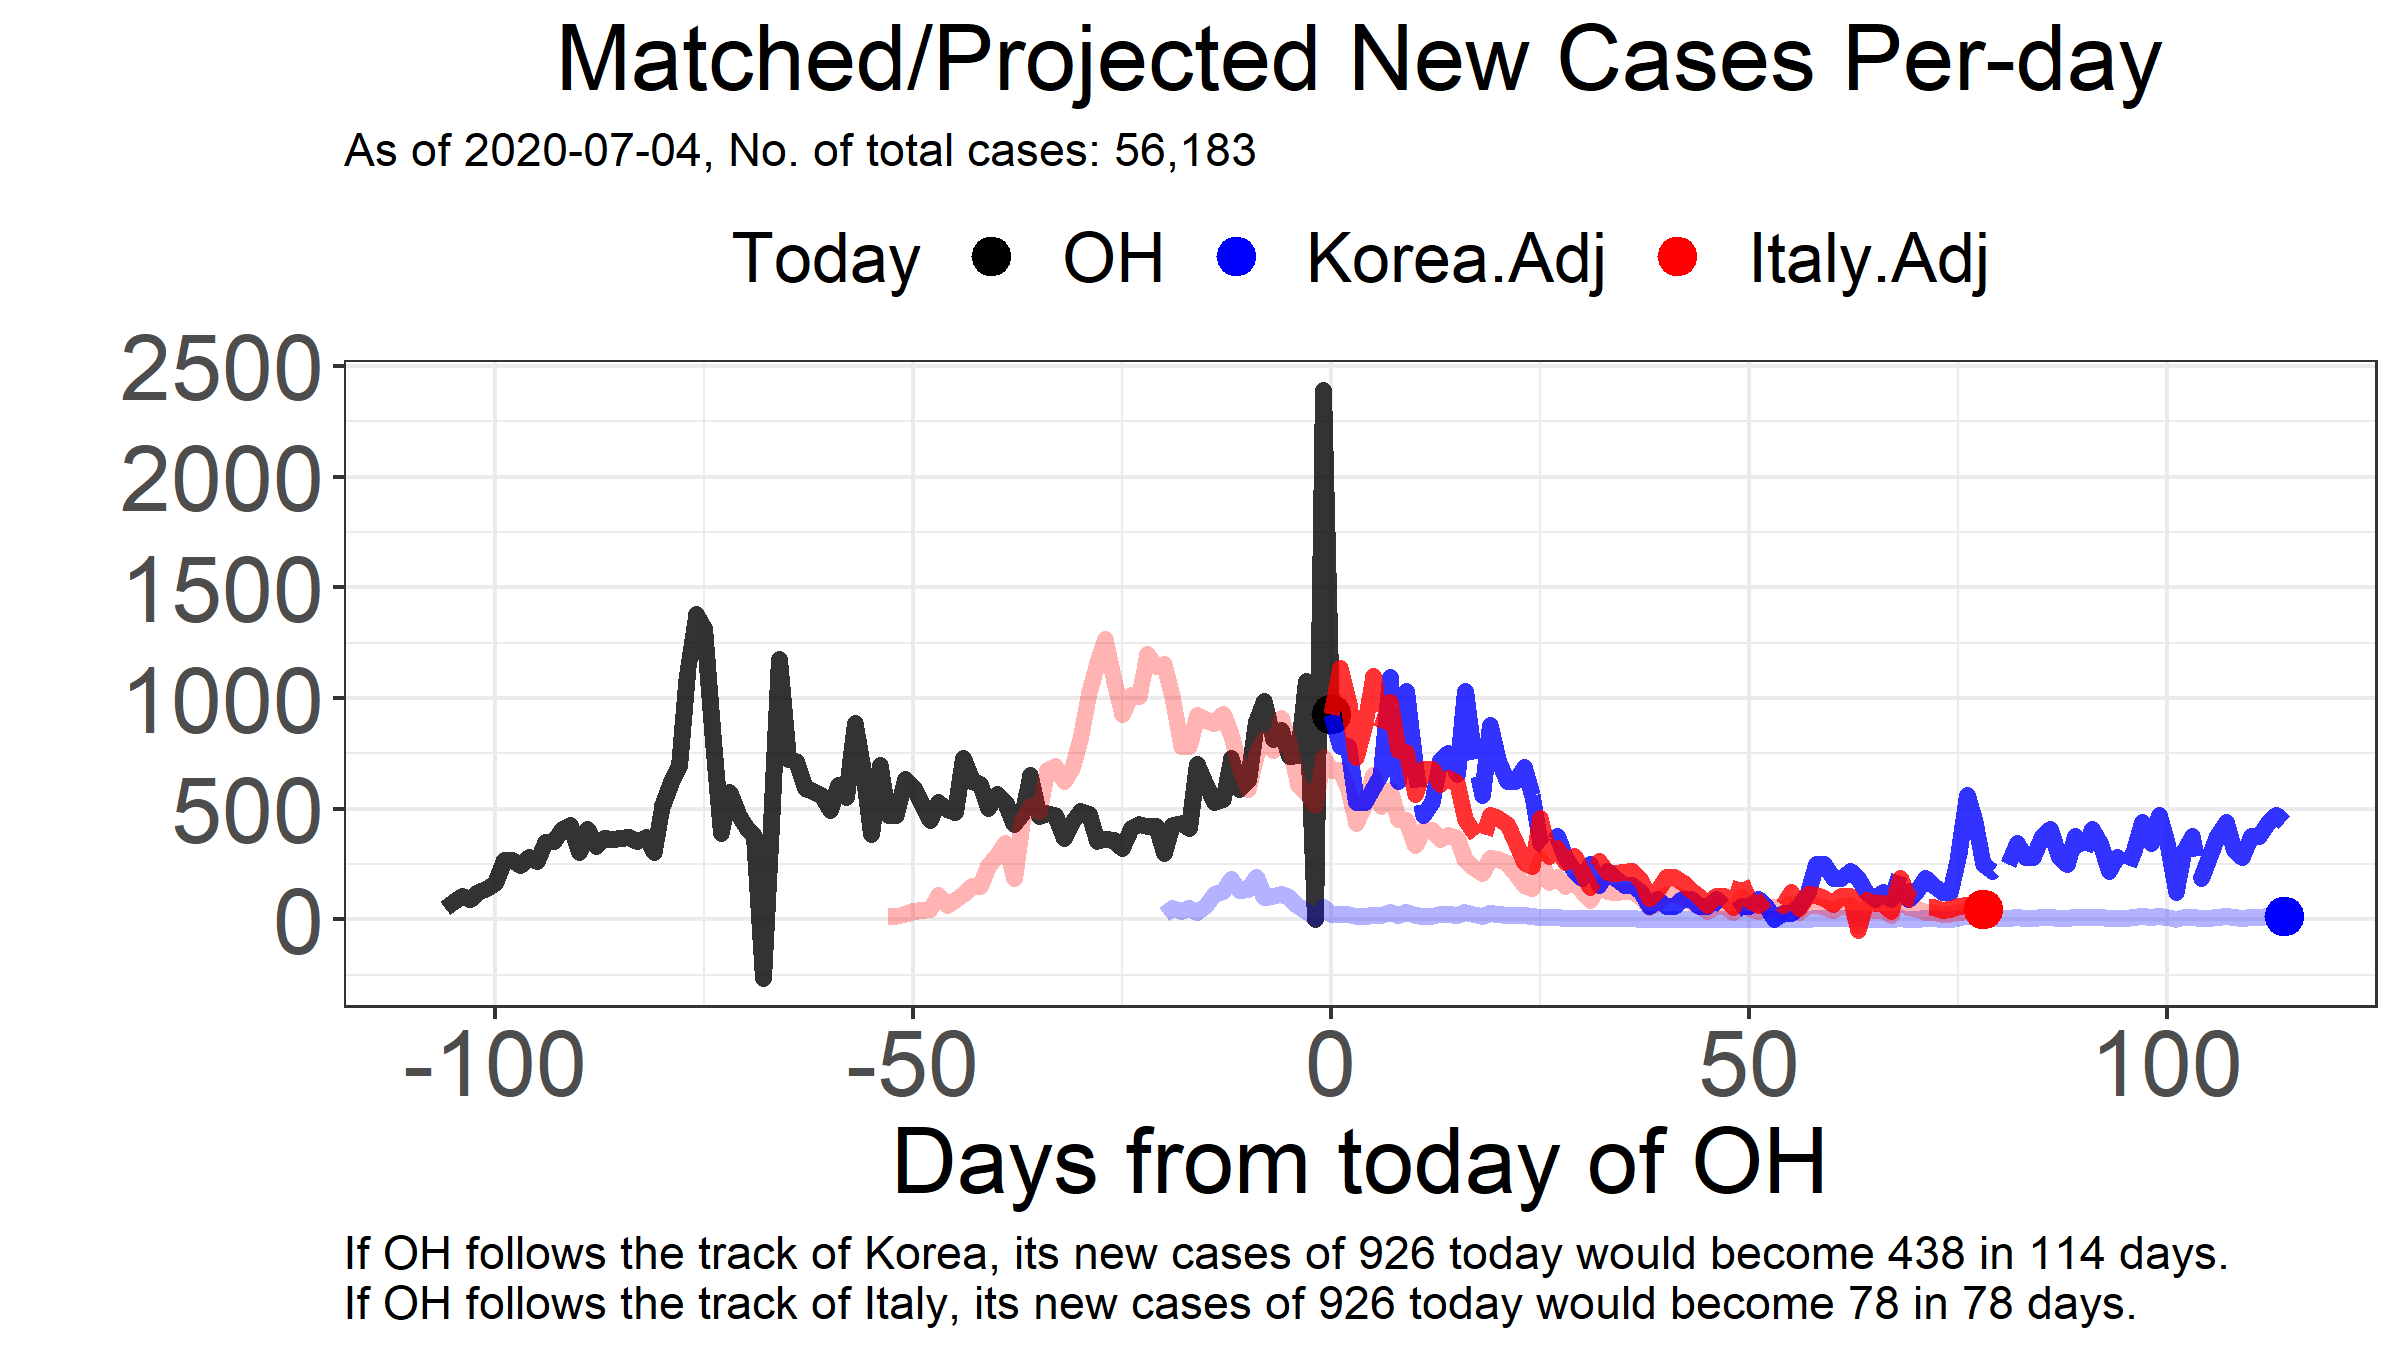 Matched/Projected New Cases Per-day
As of 2020-07-04, No. of total cases: 56,183
Today OH Korea.Adj Italy.Adj
2500
2000
1500
1000
500
0
-100 -50 0 50 100
Days from today of OH
If OH follows the track of Korea, its new cases of 926 today would become 438 in 114 days.
If OH follows the track of Italy, its new cases of 926 today would become 78 in 78 days.